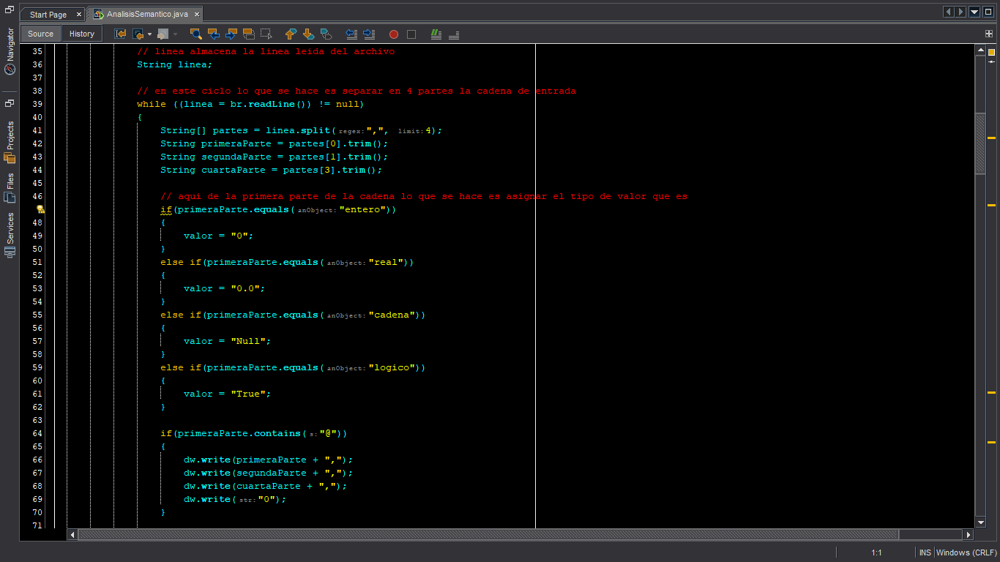 Start Page ×
AnalisisSemantico.java ×
Source
History
Navigator
Projects
Files
Services
35 // linea almacena la linea leida del archivo
36 String linea;
37
38 // en este ciclo lo que se hace es separar en 4 partes la cadena de entrada
39 while ((linea = br.readLine()) != null)
40 {
41 String[] partes = linea.split( regex: ",", limit: 4);
42 String primeraParte = partes[0].trim();
43 String segundaParte = partes[1].trim();
44 String cuartaParte = partes[3].trim();
45
46 // aqui de la primera parte de la cadena lo que se hace es asignar el tipo de valor que es
if(primeraParte.equals( anObject: "entero"))
48 {
49 valor = "0";
50 }
51 else if(primeraParte.equals( anObject: "real"))
52 {
53 valor = "0.0";
54 }
55 else if(primeraParte.equals( anObject: "cadena"))
56 {
57 valor = "Null";
58 }
59 else if(primeraParte.equals( anObject: "logico"))
60 {
61 valor = "True";
62 }
63
64 if(primeraParte.contains( s: "@"))
65 {
66 dw.write(primeraParte + ",");
67 dw.write(segundaParte + ",");
68 dw.write(cuartaParte + ",");
69 dw.write( str: "0");
70 }
71
1:1
INS
Windows (CRLF)